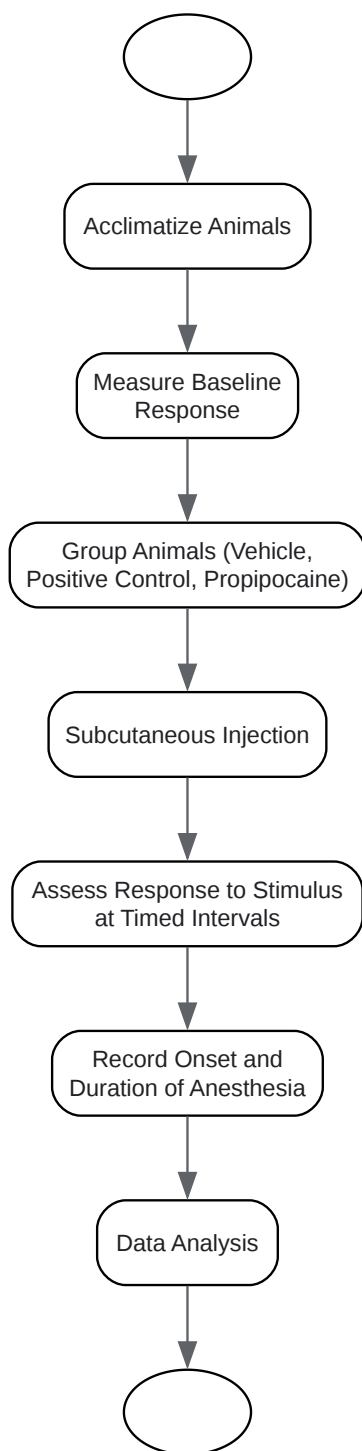 Acclimatize Animals
Measure Baseline
Response
Group Animals (Vehicle,
Positive Control, Propipocaine)
Subcutaneous Injection
Assess Response to Stimulus
at Timed Intervals
Record Onset and
Duration of Anesthesia
Data Analysis